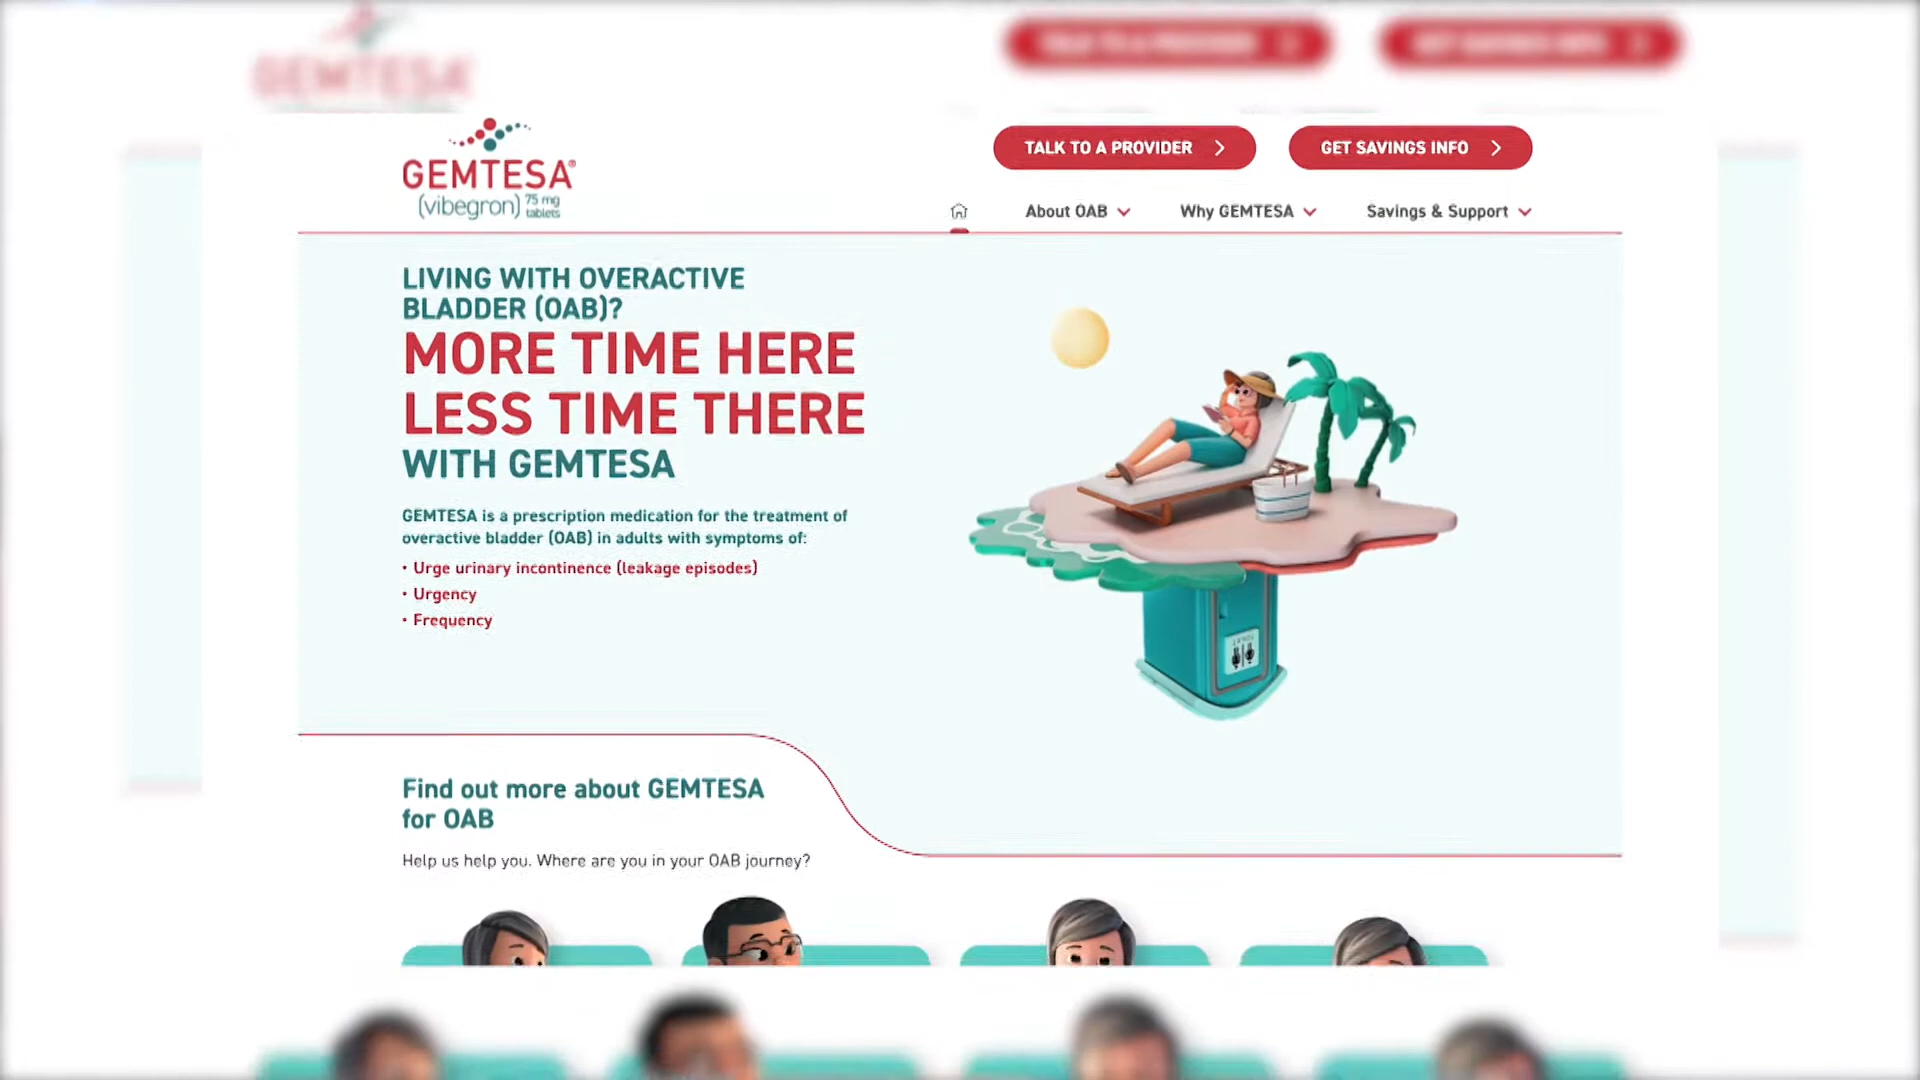 GEMTESA®
(vibegron) 75 mg tablets
TALK TO A PROVIDER
GET SAVINGS INFO
About OAB
Why GEMTESA
Savings & Support
LIVING WITH OVERACTIVE
BLADDER (OAB)?
MORE TIME HERE
LESS TIME THERE
WITH GEMTESA
GEMTESA is a prescription medication for the treatment of
overactive bladder (OAB) in adults with symptoms of:
• Urge urinary incontinence (leakage episodes)
• Urgency
• Frequency
Find out more about GEMTESA
for OAB
Help us help you. Where are you in your OAB journey?